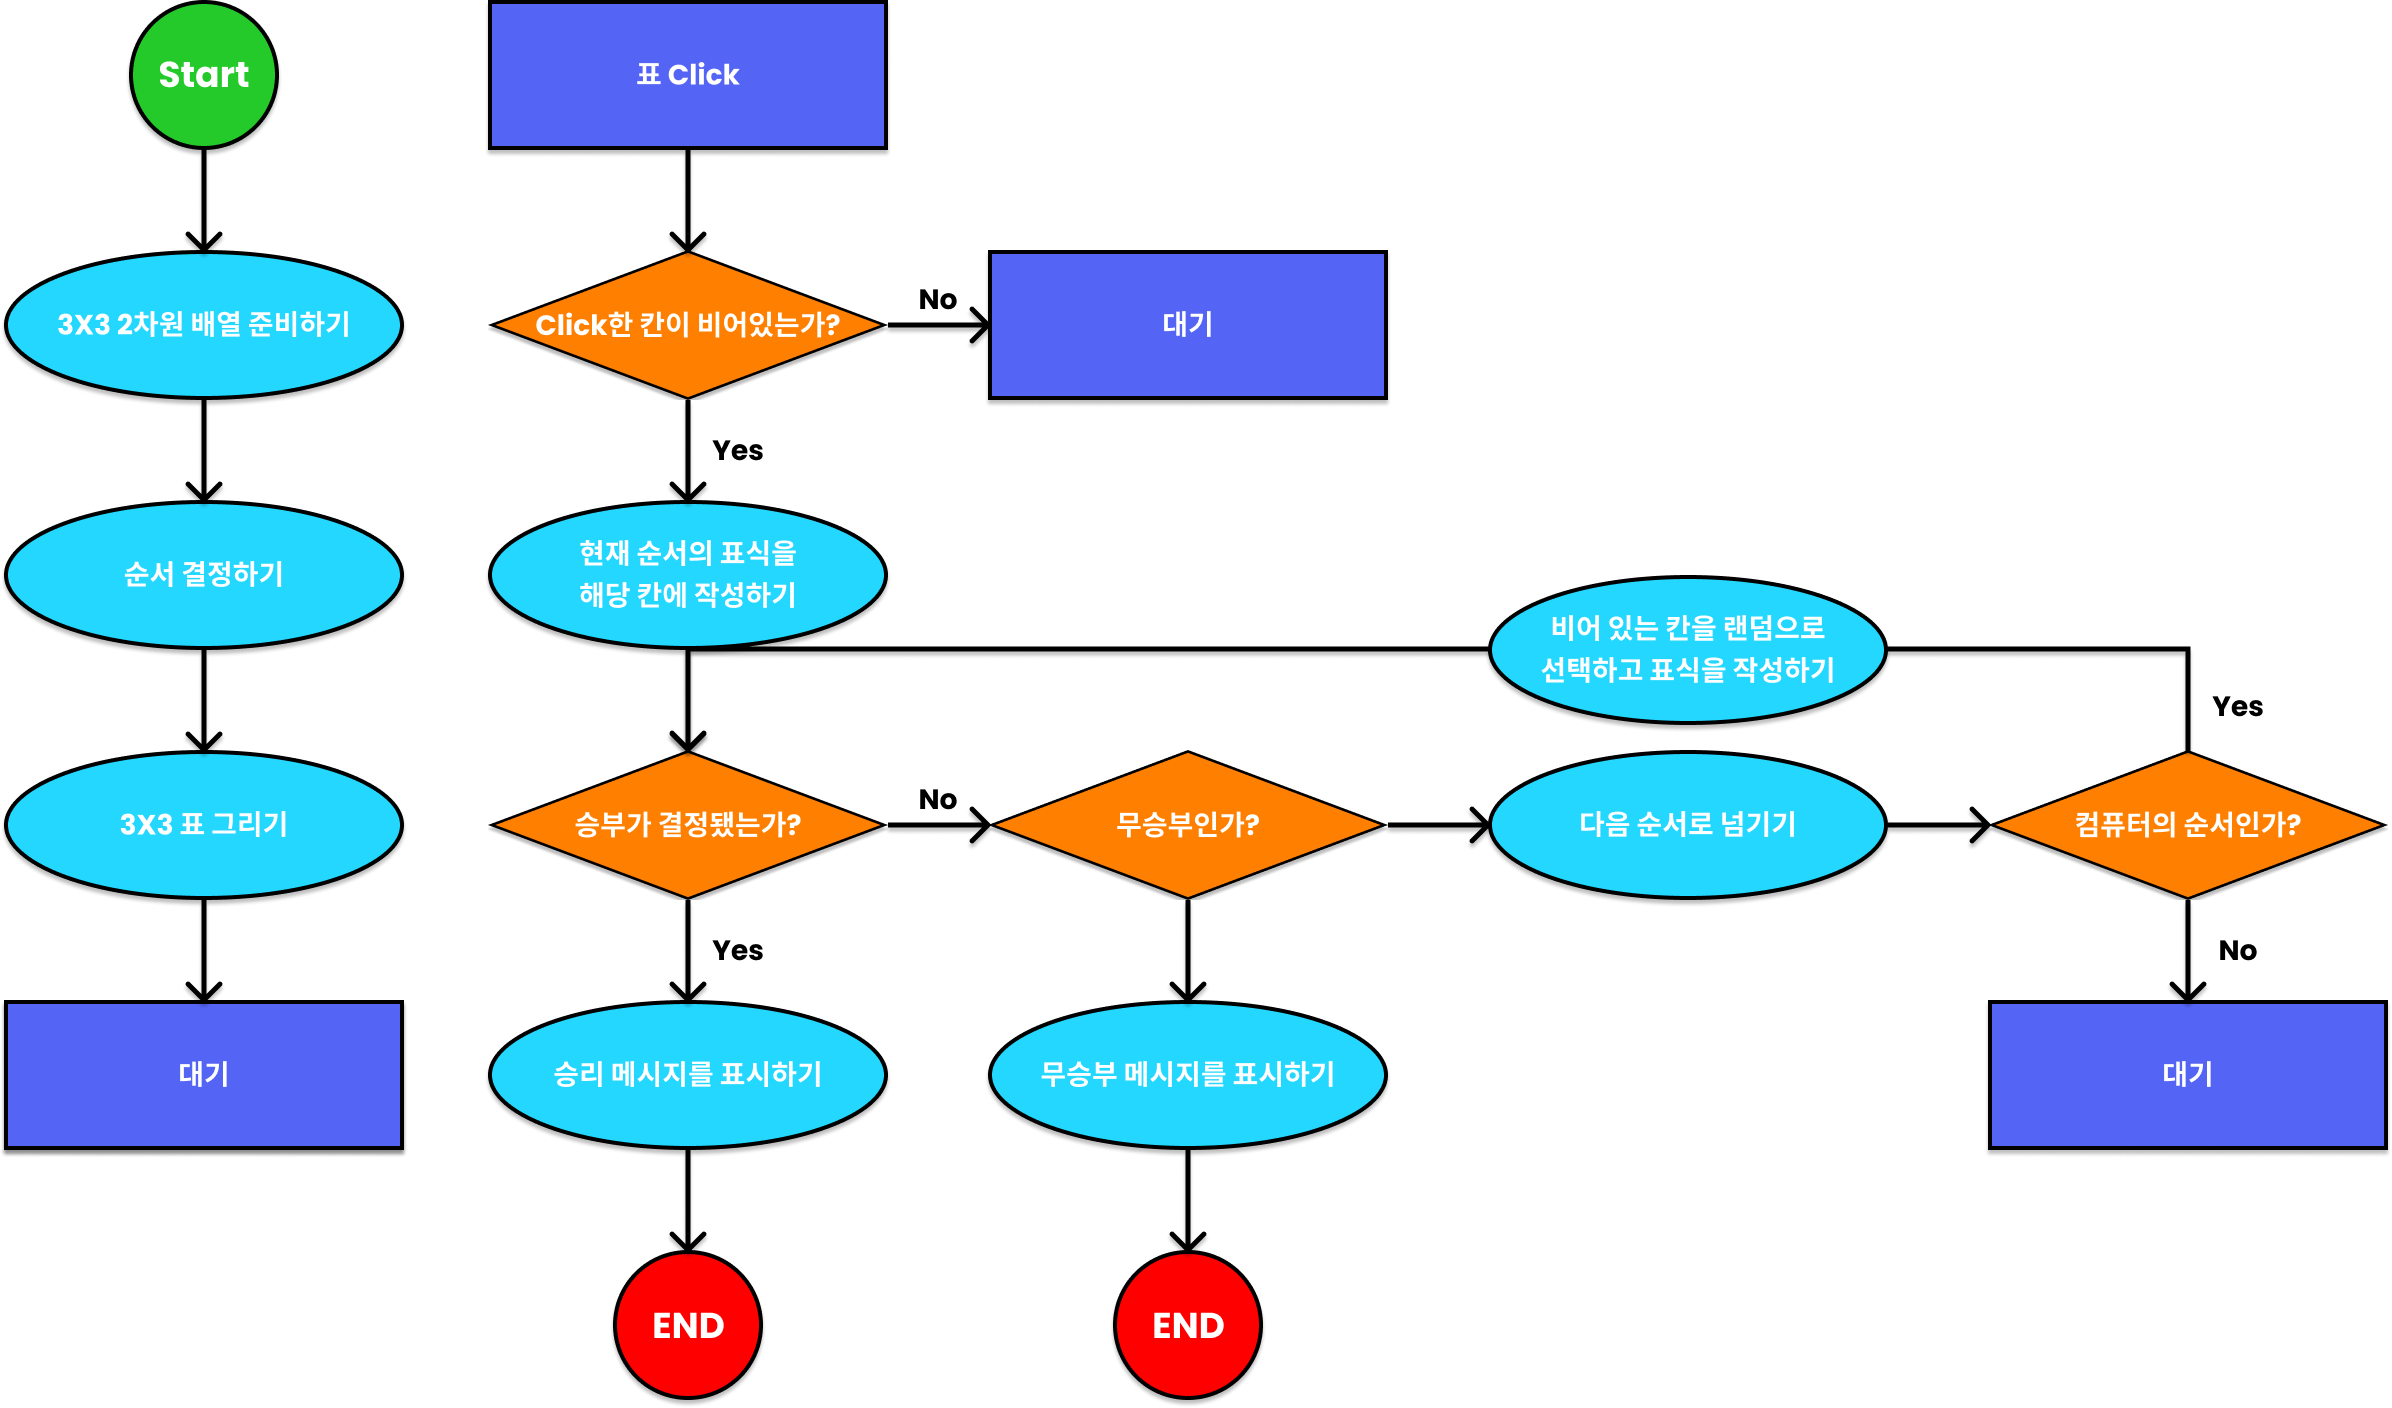 Start
3X3 2차원 배열 준비하기
순서 결정하기
3X3 표 그리기
대기
표 Click
Click한 칸이 비어있는가?
No
대기
Yes
현재 순서의 표식을
해당 칸에 작성하기
비어 있는 칸을 랜덤으로
선택하고 표식을 작성하기
Yes
승부가 결정됐는가?
No
무승부인가?
다음 순서로 넘기기
컴퓨터의 순서인가?
Yes
No
승리 메시지를 표시하기
무승부 메시지를 표시하기
대기
END
END